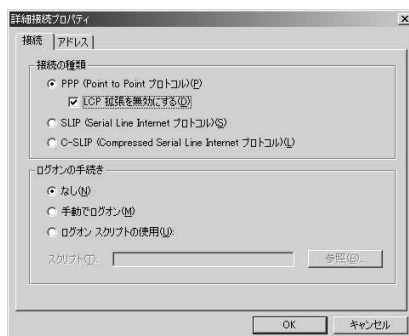 詳細接続プロパティ
接続 アドレス
接続の種類
PPP (Point to Point プロトコル)(P)
LCP 拡張を無効にする(D)
SLIP (Serial Line Internet プロトコル)(S)
C-SLIP (Compressed Serial Line Internet プロトコル)(L)
ログオンの手続き
なし(N)
手動でログオン(M)
ログオン スクリプトの使用(U):
スクリプト(T): 参照(B)...
OK キャンセル